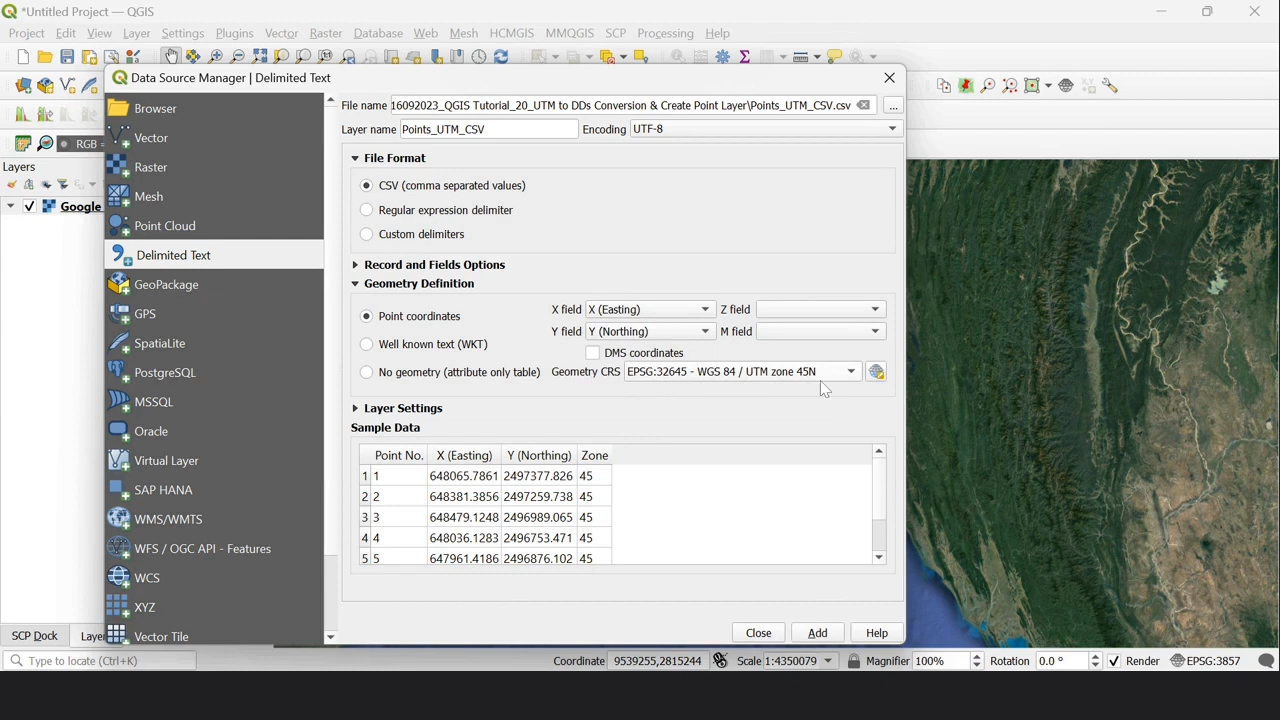 *Untitled Project — QGIS
Project Edit View Layer Settings Plugins Vector Raster Database Web Mesh HCMGIS MMQGIS SCP Processing Help
Data Source Manager | Delimited Text
Browser
Vector
Raster
Mesh
Point Cloud
Delimited Text
GeoPackage
GPS
SpatiaLite
PostgreSQL
MSSQL
Oracle
Virtual Layer
SAP HANA
WMS/WMTS
WFS / OGC API - Features
WCS
XYZ
Vector Tile
File name 16092023_QGIS Tutorial_20_UTM to DDs Conversion & Create Point Layer\Points_UTM_CSV.csv ...
Layer name Points_UTM_CSV Encoding UTF-8
File Format
CSV (comma separated values)
Regular expression delimiter
Custom delimiters
Record and Fields Options
Geometry Definition
Point coordinates X field X (Easting) Z field
Y field Y (Northing) M field
Well known text (WKT) DMS coordinates
No geometry (attribute only table) Geometry CRS EPSG:32645 - WGS 84 / UTM zone 45N
Layer Settings
Sample Data
Point No. X (Easting) Y (Northing) Zone
1 1 648065.7861 2497377.826 45
2 2 648381.3856 2497259.738 45
3 3 648479.1248 2496989.065 45
4 4 648036.1283 2496753.471 45
5 5 647961.4186 2496876.102 45
Close Add Help
RGB =
Layers
Google
SCP Dock Laye
Type to locate (Ctrl+K) Coordinate 9539255,2815244 Scale 1:4350079 Magnifier 100% Rotation 0.0 ° Render EPSG:3857